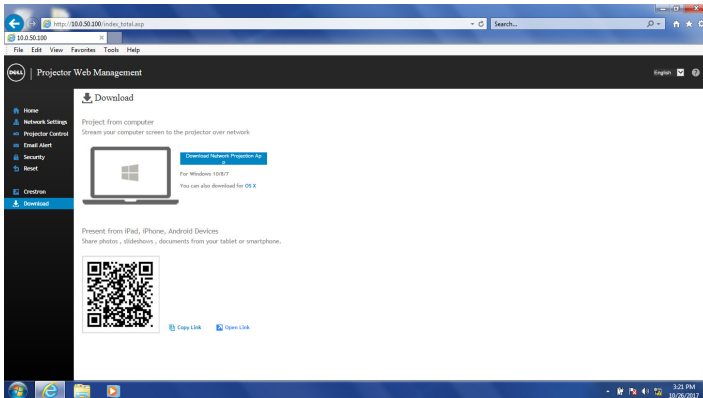 http://10.0.50.100/index_total.asp
Search...
10.0.50.100
File Edit View Favorites Tools Help
DELL | Projector Web Management
English
Download
Home
Network Settings
Projector Control
Email Alert
Security
Reset
Crestron
Download
Project from computer
Stream your computer screen to the projector over network
Download Network Projection Ap
p
For Windows 10/8/7
You can also download for OS X
Present from iPad, iPhone, Android Devices
Share photos , slideshows , documents from your tablet or smartphone.
Copy Link Open Link
3:21 PM
10/26/2017